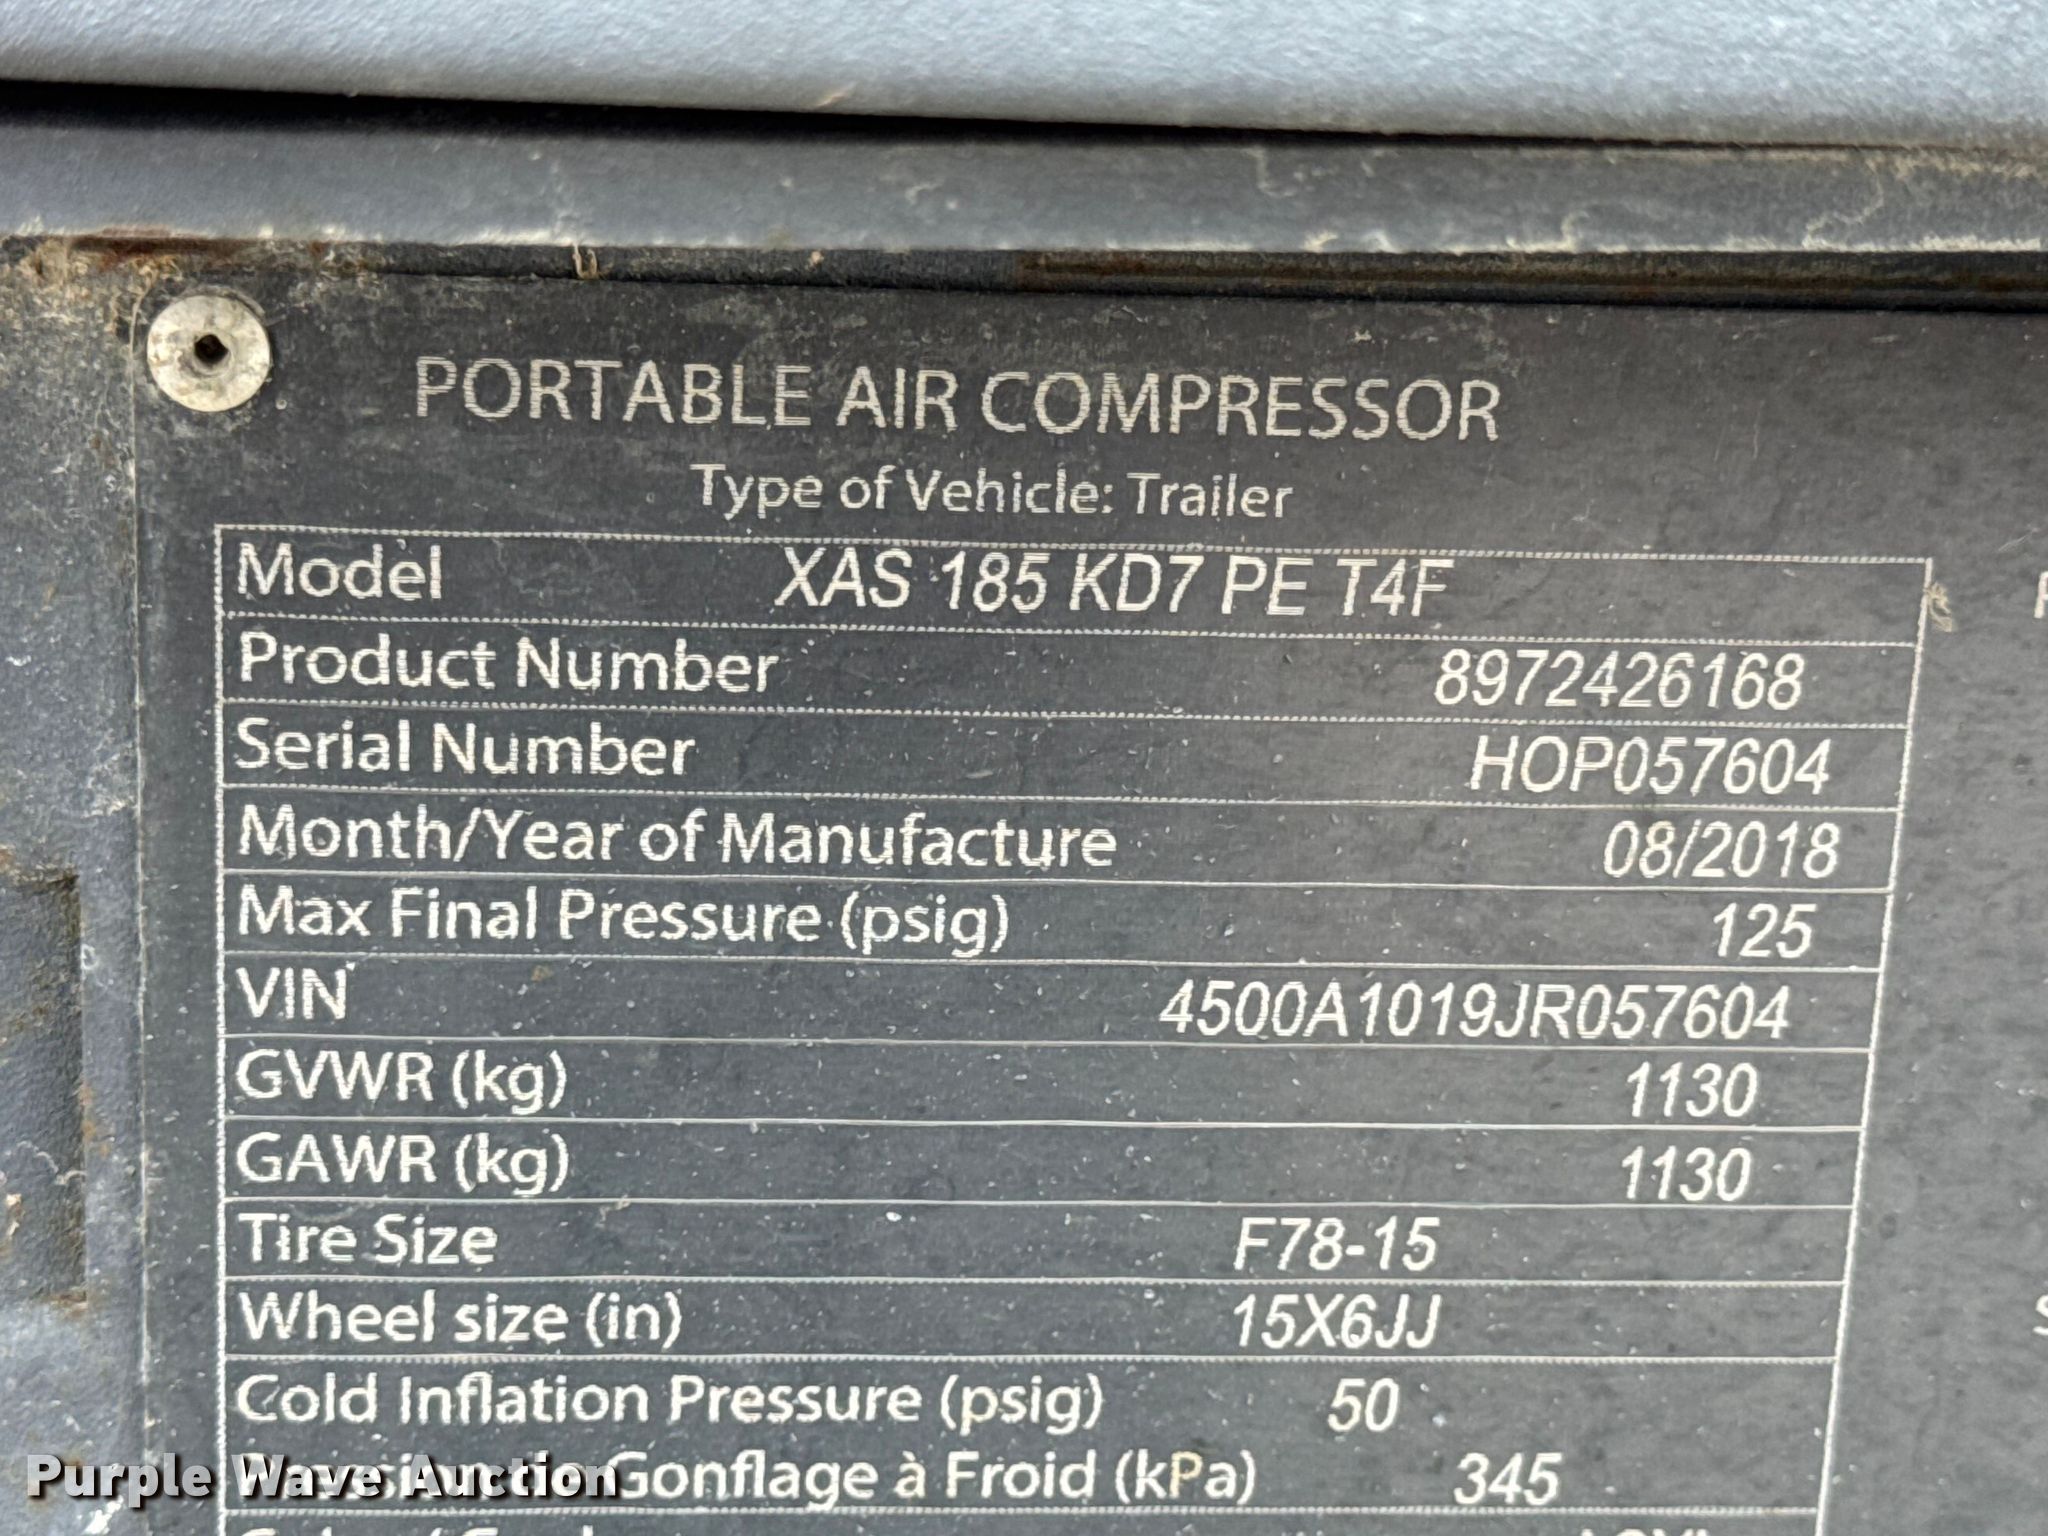 PORTABLE AIR COMPRESSOR
Type of Vehicle: Trailer
Model XAS 185 KD7 PE T4F
Product Number 8972426168
Serial Number HOP057604
Month/Year of Manufacture 08/2018
Max Final Pressure (psig) 125
VIN 4500A1019JR057604
GVWR (kg) 1130
GAWR (kg) 1130
Tire Size F78-15
Wheel size (in) 15X6JJ
Cold Inflation Pressure (psig) 50
Gonflage à Froid (kPa) 345
Purple Wave Auction